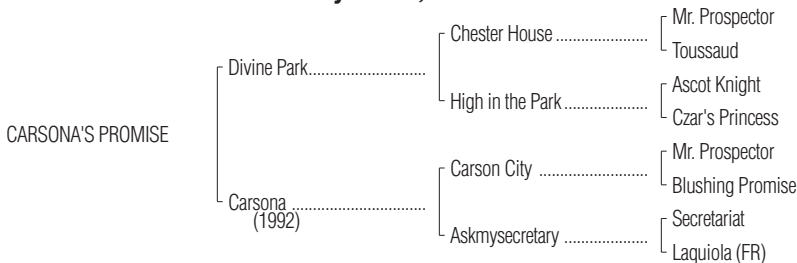 Mr. Prospector
Chester House .....................
Toussaud
Divine Park...........................
Ascot Knight
High in the Park ...................
Czar's Princess
CARSONA'S PROMISE
Mr. Prospector
Carson City .........................
Blushing Promise
Carsona ...............................
(1992)
Secretariat
Askmysecretary ...................
Laquiola (FR)